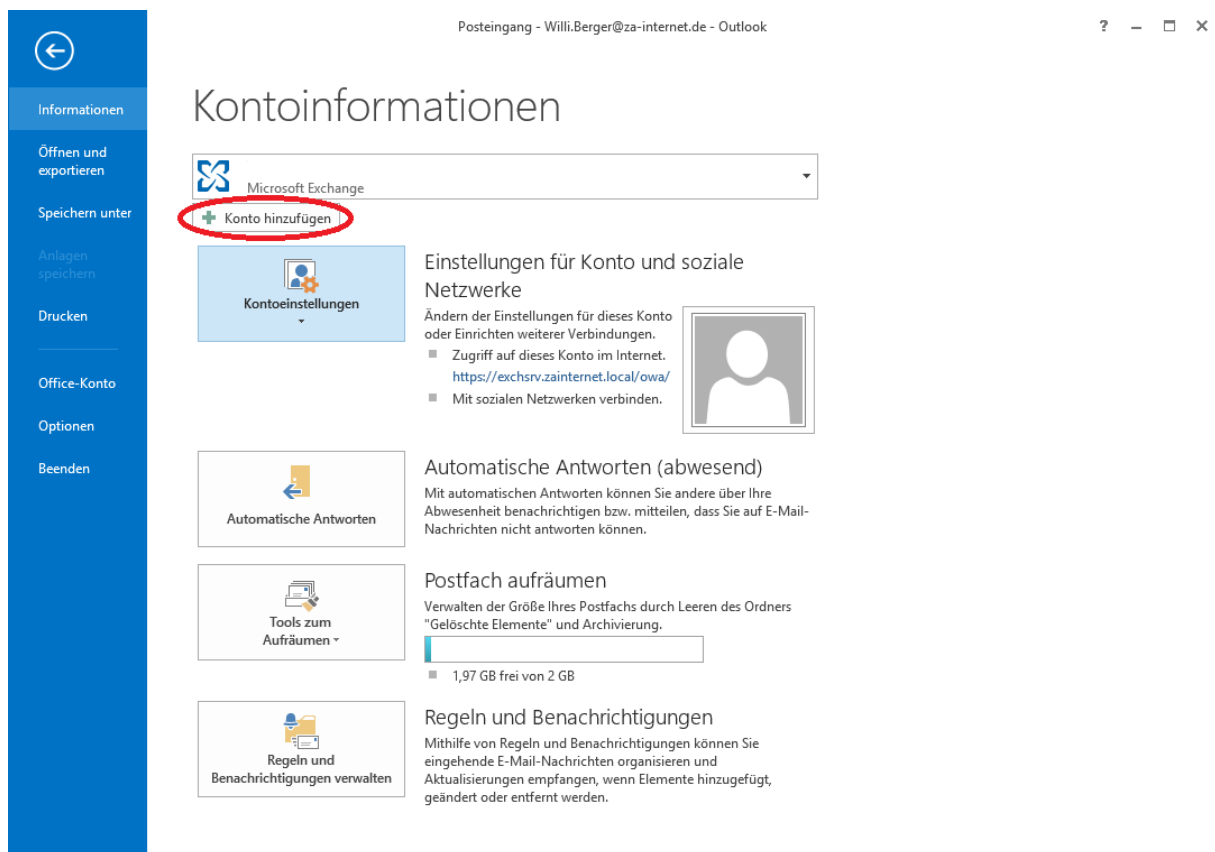 Posteingang - Willi.Berger@za-internet.de - Outlook
?
Informationen
Öffnen und
exportieren
Speichern unter
Anlagen
speichern
Drucken
Office-Konto
Optionen
Beenden
Kontoinformationen
Microsoft Exchange
Konto hinzufügen
Kontoeinstellungen
Einstellungen für Konto und soziale
Netzwerke
Ändern der Einstellungen für dieses Konto
oder Einrichten weiterer Verbindungen.
Zugriff auf dieses Konto im Internet.
https://exchsrv.zainternet.local/owa/
Mit sozialen Netzwerken verbinden.
Automatische Antworten
Automatische Antworten (abwesend)
Mit automatischen Antworten können Sie andere über Ihre
Abwesenheit benachrichtigen bzw. mitteilen, dass Sie auf E-Mail-
Nachrichten nicht antworten können.
Tools zum
Aufräumen
Postfach aufräumen
Verwalten der Größe Ihres Postfachs durch Leeren des Ordners
"Gelöschte Elemente" und Archivierung.
1,97 GB frei von 2 GB
Regeln und
Benachrichtigungen verwalten
Regeln und Benachrichtigungen
Mithilfe von Regeln und Benachrichtigungen können Sie
eingehende E-Mail-Nachrichten organisieren und
Aktualisierungen empfangen, wenn Elemente hinzugefügt,
geändert oder entfernt werden.